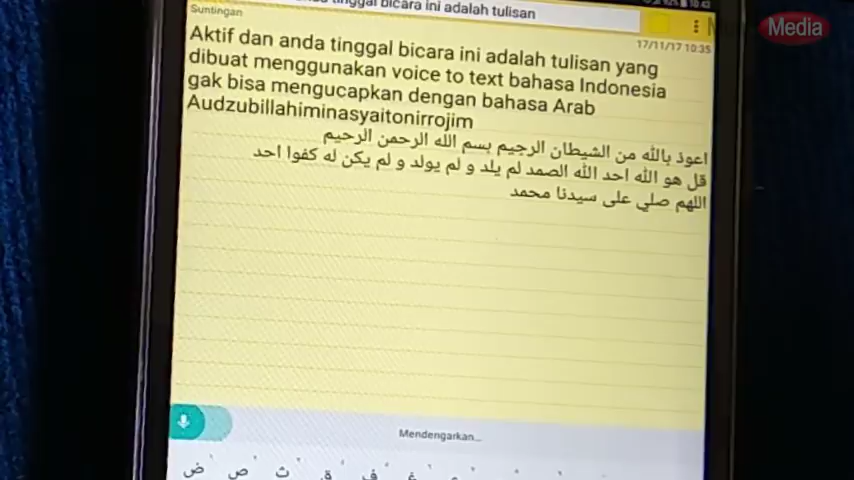 tinggal bicara ini adalah tulisan
Suntingan
Media
17/11/17 10:35
Aktif dan anda tinggal bicara ini adalah tulisan yang
dibuat menggunakan voice to text bahasa Indonesia
gak bisa mengucapkan dengan bahasa Arab
Audzubillahiminasyaitonirrojim
اعوذ بالله من الشيطان الرجيم بسم الله الرحمن الرحيم
قل هو الله احد الله الصمد لم يلد و لم يولد و لم يكن له كفوا احد
اللهم صلي على سيدنا محمد
Mendengarkan...
ض ص ث ق ف غ